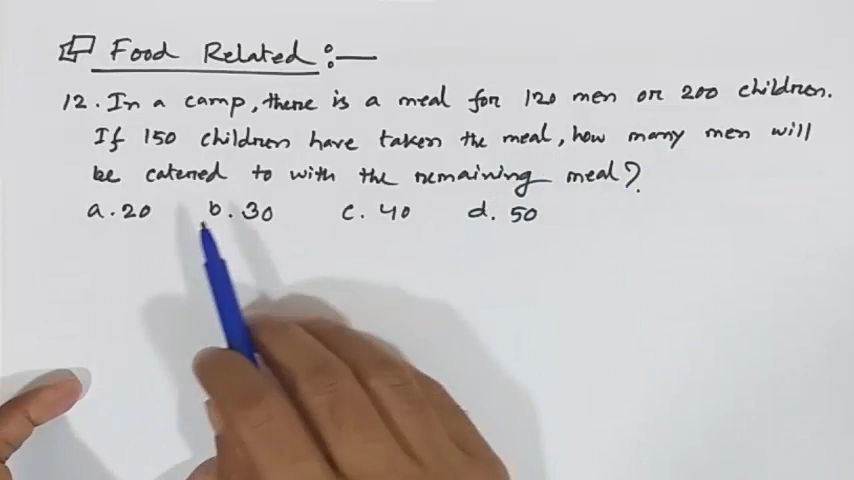 Food Related :—
12. In a camp, there is a meal for 120 men or 200 children.
If 150 children have taken the meal, how many men will
be catered to with the remaining meal?
a. 20 b. 30 c. 40 d. 50